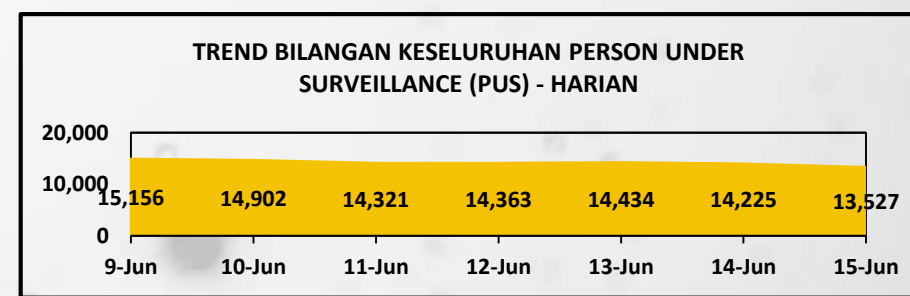 TREND BILANGAN KESELURUHAN PERSON UNDER
SURVEILLANCE (PUS) - HARIAN
20,000
10,000
0
15,156 14,902 14,321 14,363 14,434 14,225 13,527
9-Jun 10-Jun 11-Jun 12-Jun 13-Jun 14-Jun 15-Jun